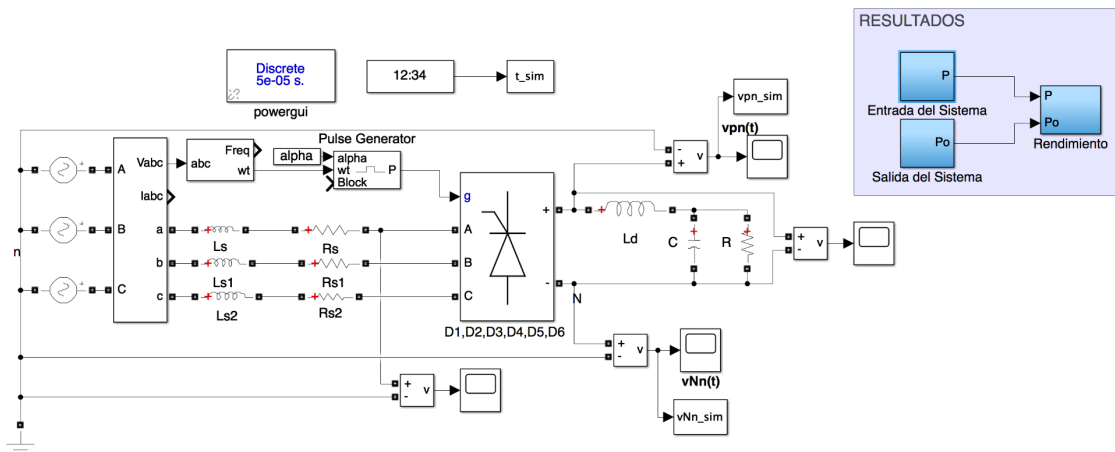 RESULTADOS
Discrete
5e-05 s.
powergui
12:34
t_sim
P
Entrada del Sistema
Po
Salida del Sistema
P
Po
Rendimiento
vpn_sim
vpn(t)
-
+
v
Pulse Generator
Freq
abc
wt
alpha
alpha
wt
Block
P
Vabc
Iabc
A
B
C
a
b
c
n
Ls
Ls1
Ls2
Rs
Rs1
Rs2
g
A
B
C
+
-
D1,D2,D3,D4,D5,D6
Ld
C
R
+
-
v
N
+
-
v
vNn(t)
vNn_sim
+
-
v